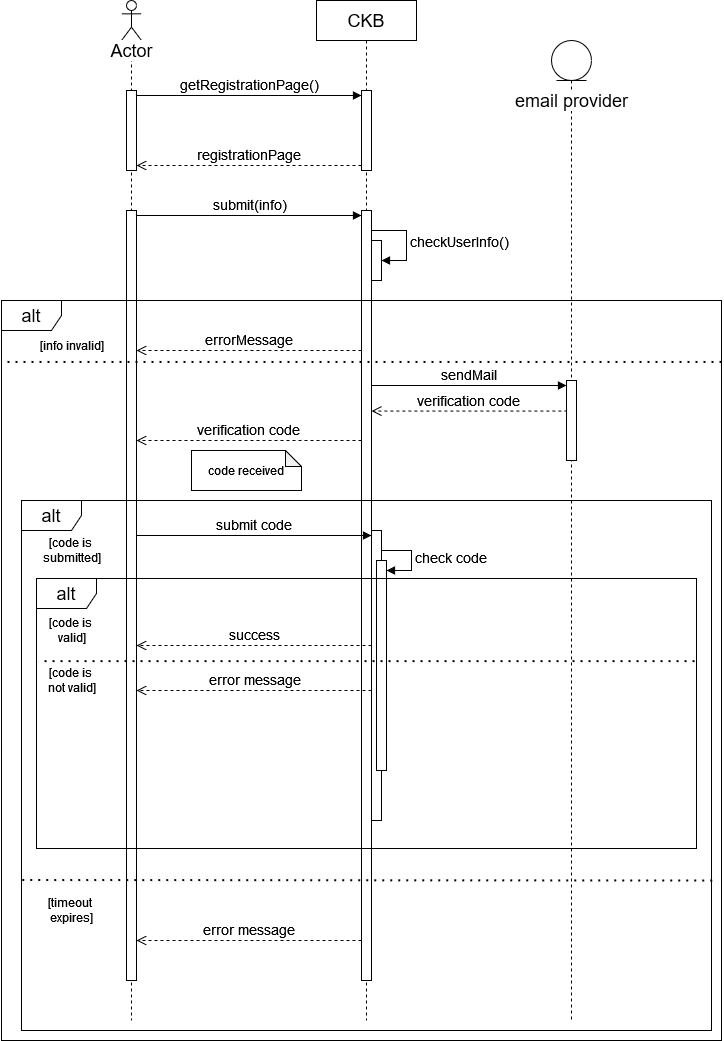 Actor
CKB
email provider
getRegistrationPage()
registrationPage
submit(info)
checkUserInfo()
alt
[info invalid]
errorMessage
sendMail
verification code
verification code
code received
alt
[code is
submitted]
submit code
check code
alt
[code is
valid]
success
[code is
not valid]
error message
[timeout
expires]
error message